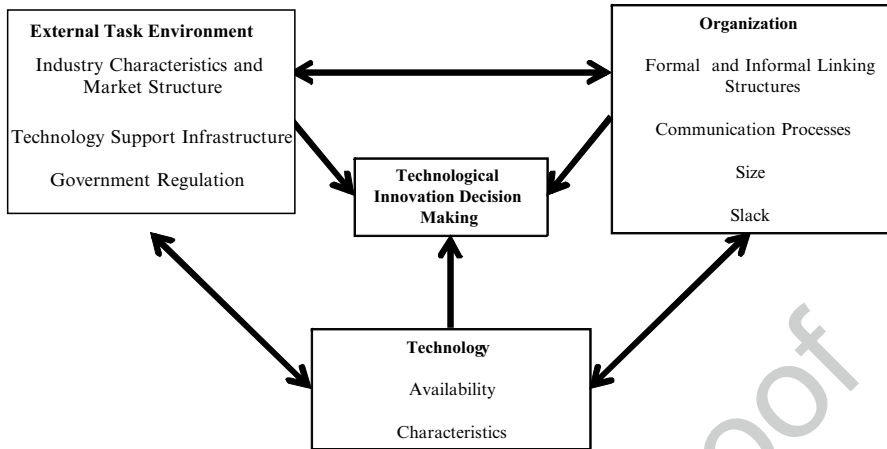 External Task Environment
Industry Characteristics and
Market Structure
Technology Support Infrastructure
Government Regulation
Organization
Formal and Informal Linking
Structures
Communication Processes
Size
Slack
Technological
Innovation Decision
Making
Technology
Availability
Characteristics
oof